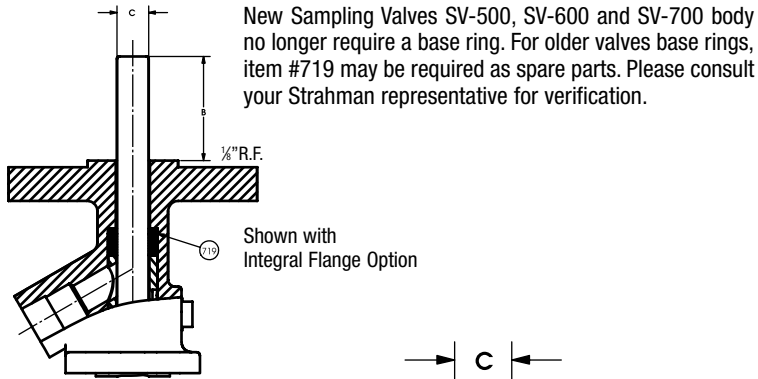 C
New Sampling Valves SV-500, SV-600 and SV-700 body
no longer require a base ring. For older valves base rings,
item #719 may be required as spare parts. Please consult
your Strahman representative for verification.
B
⅛"R.F.
719
Shown with
Integral Flange Option
C